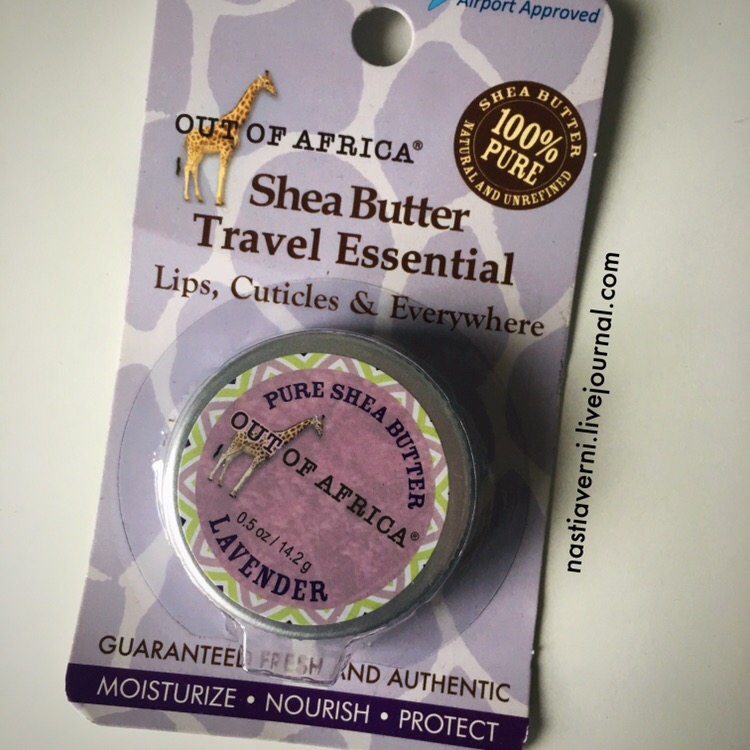 Airport Approved
OUT OF AFRICA®
SHEA BUTTER
100%
PURE
NATURAL AND UNREFINED
Shea Butter
Travel Essential
Lips, Cuticles & Everywhere
PURE SHEA BUTTER
OUT OF AFRICA®
0.5 oz / 14.2 g
LAVENDER
GUARANTEED FRESH AND AUTHENTIC
MOISTURIZE • NOURISH • PROTECT
nastiaverni.livejournal.com